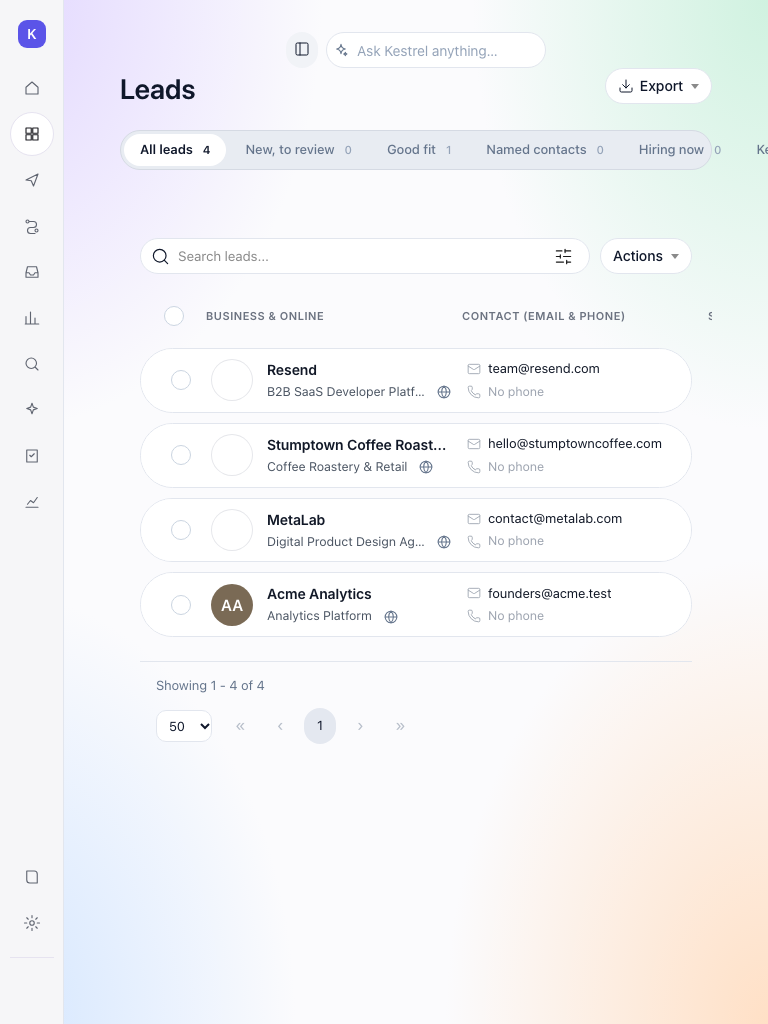 K
Ask Kestrel anything...
Leads
Export
All leads 4 New, to review 0 Good fit 1 Named contacts 0 Hiring now 0 Ke
Search leads...
Actions
BUSINESS & ONLINE CONTACT (EMAIL & PHONE)
Resend
team@resend.com
B2B SaaS Developer Platf...
No phone
Stumptown Coffee Roast...
hello@stumptowncoffee.com
Coffee Roastery & Retail
No phone
MetaLab
contact@metalab.com
Digital Product Design Ag...
No phone
AA
Acme Analytics
founders@acme.test
Analytics Platform
No phone
Showing 1 - 4 of 4
50 « ‹ 1 › »